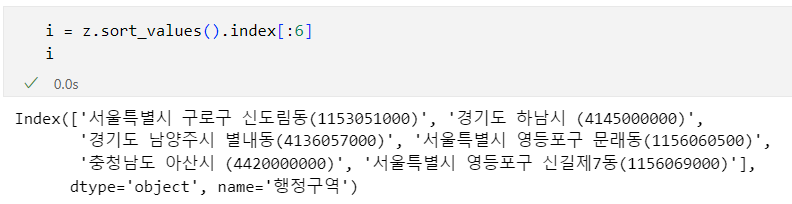 i = z.sort_values().index[:6]
i
0.0s
Index(['서울특별시 구로구 신도림동(1153051000)', '경기도 하남시 (4145000000)',
'경기도 남양주시 별내동(4136057000)', '서울특별시 영등포구 문래동(1156060500)',
'충청남도 아산시 (4420000000)', '서울특별시 영등포구 신길제7동(1156069000)'],
dtype='object', name='행정구역')